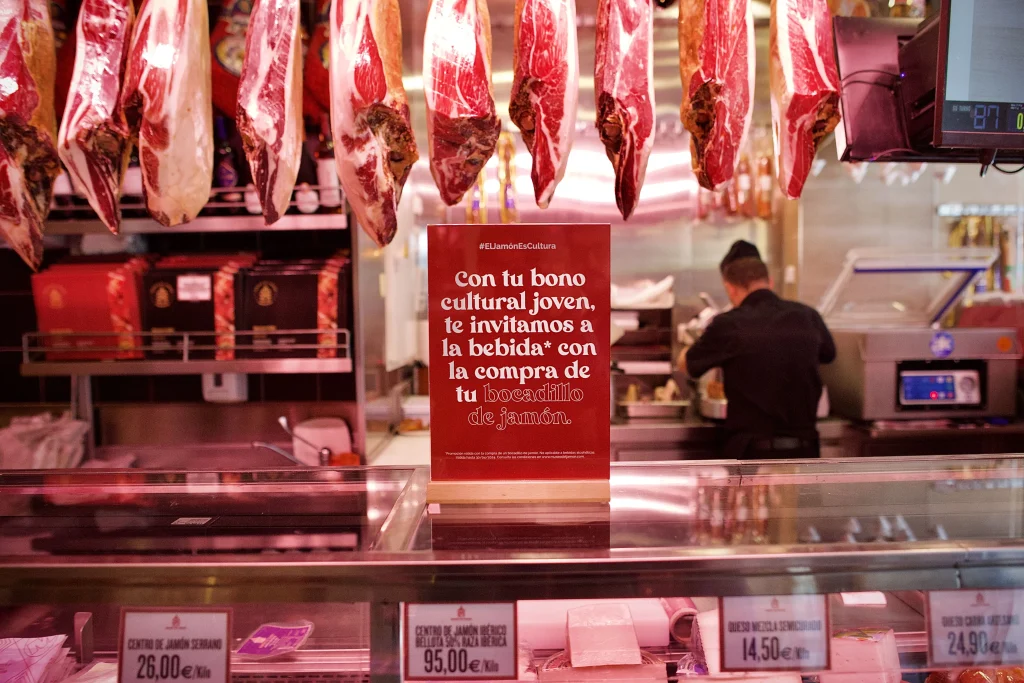 87
#ElJamónEsCultura
Con tu bono
cultural joven,
te invitamos a
la bebida* con
la compra de
tu bocadillo
de jamón.
CENTRO DE JAMÓN SERRANO
26,00€/Kilo
CENTRO DE JAMÓN IBÉRICO
BELLOTA 50% RAZA IBÉRICA
95,00€/Kilo
QUESO MEZCLA SEMICURADO
14,50€/Kilo
QUESO
24,90€/Kilo